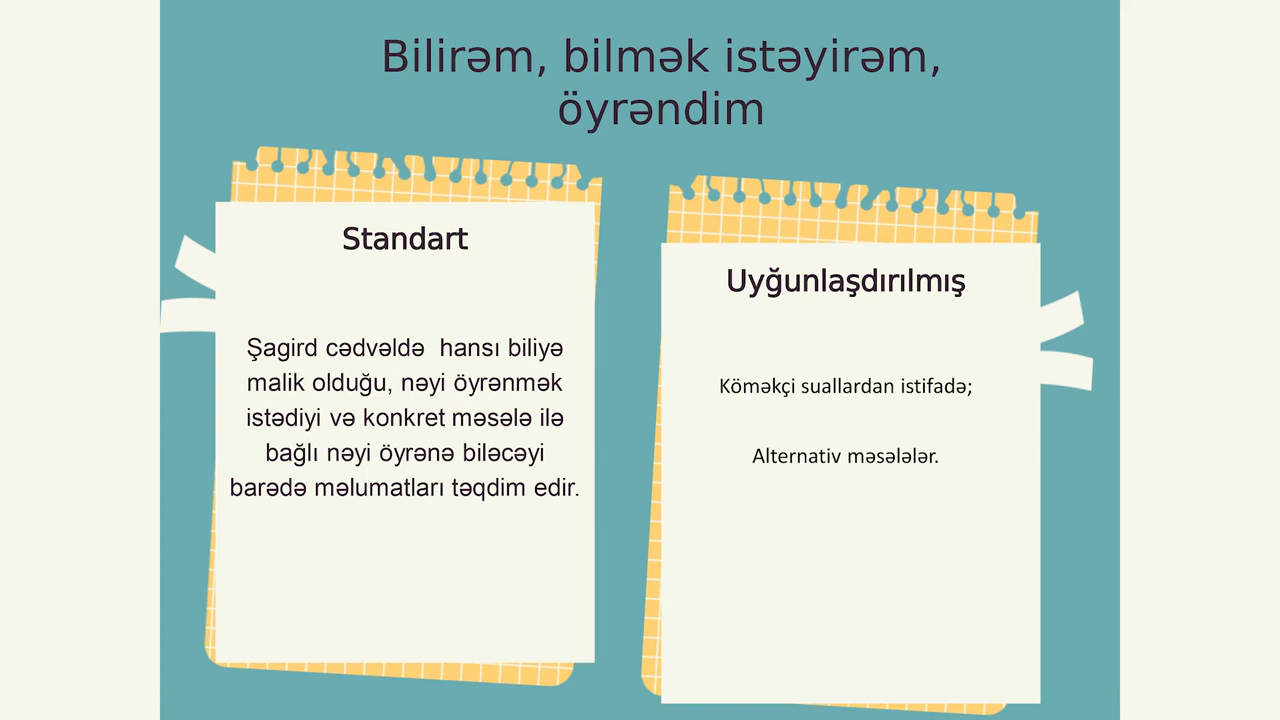 Bilirəm, bilmək istəyirəm,
öyrəndim
Standart
Şagird cədvəldə hansı biliyə
malik olduğu, nəyi öyrənmək
istədiyi və konkret məsələ ilə
bağlı nəyi öyrənə biləcəyi
barədə məlumatları təqdim edir.
Uyğunlaşdırılmış
Köməkçi suallardan istifadə;
Alternativ məsələlər.